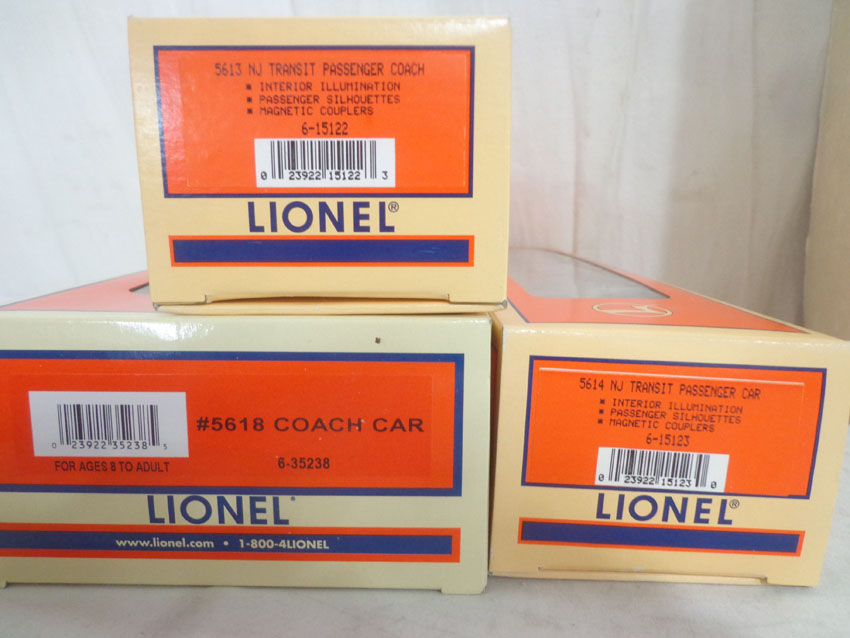 5613 NJ TRANSIT PASSENGER COACH
▪ INTERIOR ILLUMINATION
▪ PASSENGER SILHOUETTES
▪ MAGNETIC COUPLERS
6-15122
0 23922 15122 3
LIONEL®
#5618 COACH CAR
0 23922 35238 5
FOR AGES 8 TO ADULT
6-35238
LIONEL
www.lionel.com • 1-800-4LIONEL
5614 NJ TRANSIT PASSENGER CAR
▪ INTERIOR ILLUMINATION
▪ PASSENGER SILHOUETTES
▪ MAGNETIC COUPLERS
6-15123
0 23922 15123 0
LIONEL®